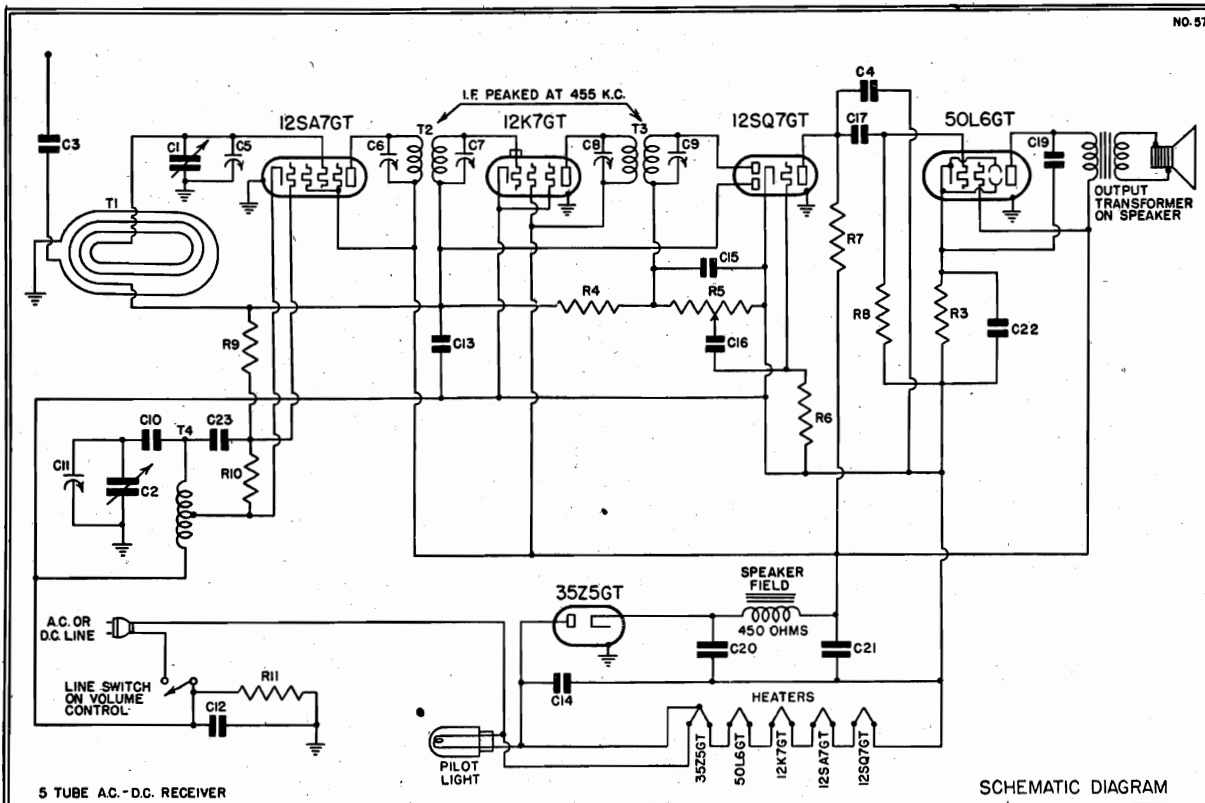 NO. 57
C3
C4
I.F. PEAKED AT 455 K.C.
12SA7GT
T2
12K7GT
T3
12SQ7GT
C17
50L6GT
C1
C5
C6
C7
C8
C9
C19
OUTPUT
TRANSFORMER
ON SPEAKER
T1
R7
C15
R4
R5
R8
R3
C22
R9
C13
C16
R6
C10
T4
C23
C11
C2
R10
35Z5GT
SPEAKER
FIELD
450 OHMS
A.C. OR
D.C. LINE
C20
C21
LINE SWITCH
ON VOLUME
CONTROL
R11
C12
C14
HEATERS
PILOT
LIGHT
35Z5GT
50L6GT
12K7GT
12SA7GT
12SQ7GT
5 TUBE A.C.-D.C. RECEIVER
SCHEMATIC DIAGRAM